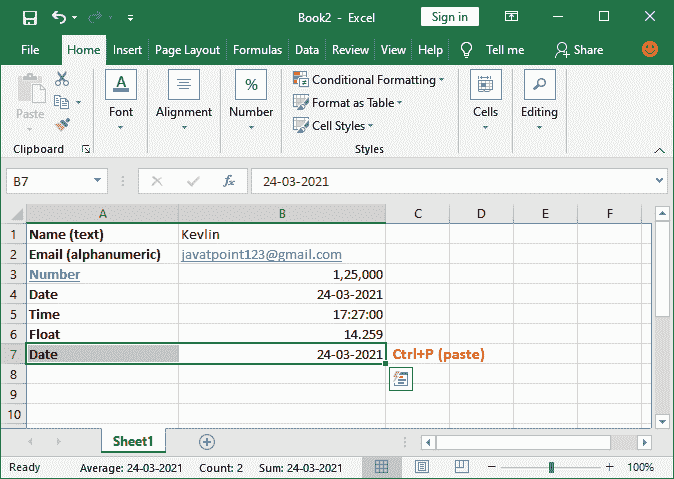 Book2 - Excel
Sign in
File Home Insert Page Layout Formulas Data Review View Help Tell me Share
Paste
Clipboard
A
Font
Alignment
%
Number
Conditional Formatting
Format as Table
Cell Styles
Styles
Cells
Editing
B7
fx
24-03-2021
A B C D E F
1 Name (text) Kevlin
2 Email (alphanumeric) javatpoint123@gmail.com
3 Number 1,25,000
4 Date 24-03-2021
5 Time 17:27:00
6 Float 14.259
7 Date 24-03-2021 Ctrl+P (paste)
8
9
10
Sheet1
Ready Average: 24-03-2021 Count: 2 Sum: 24-03-2021 100%